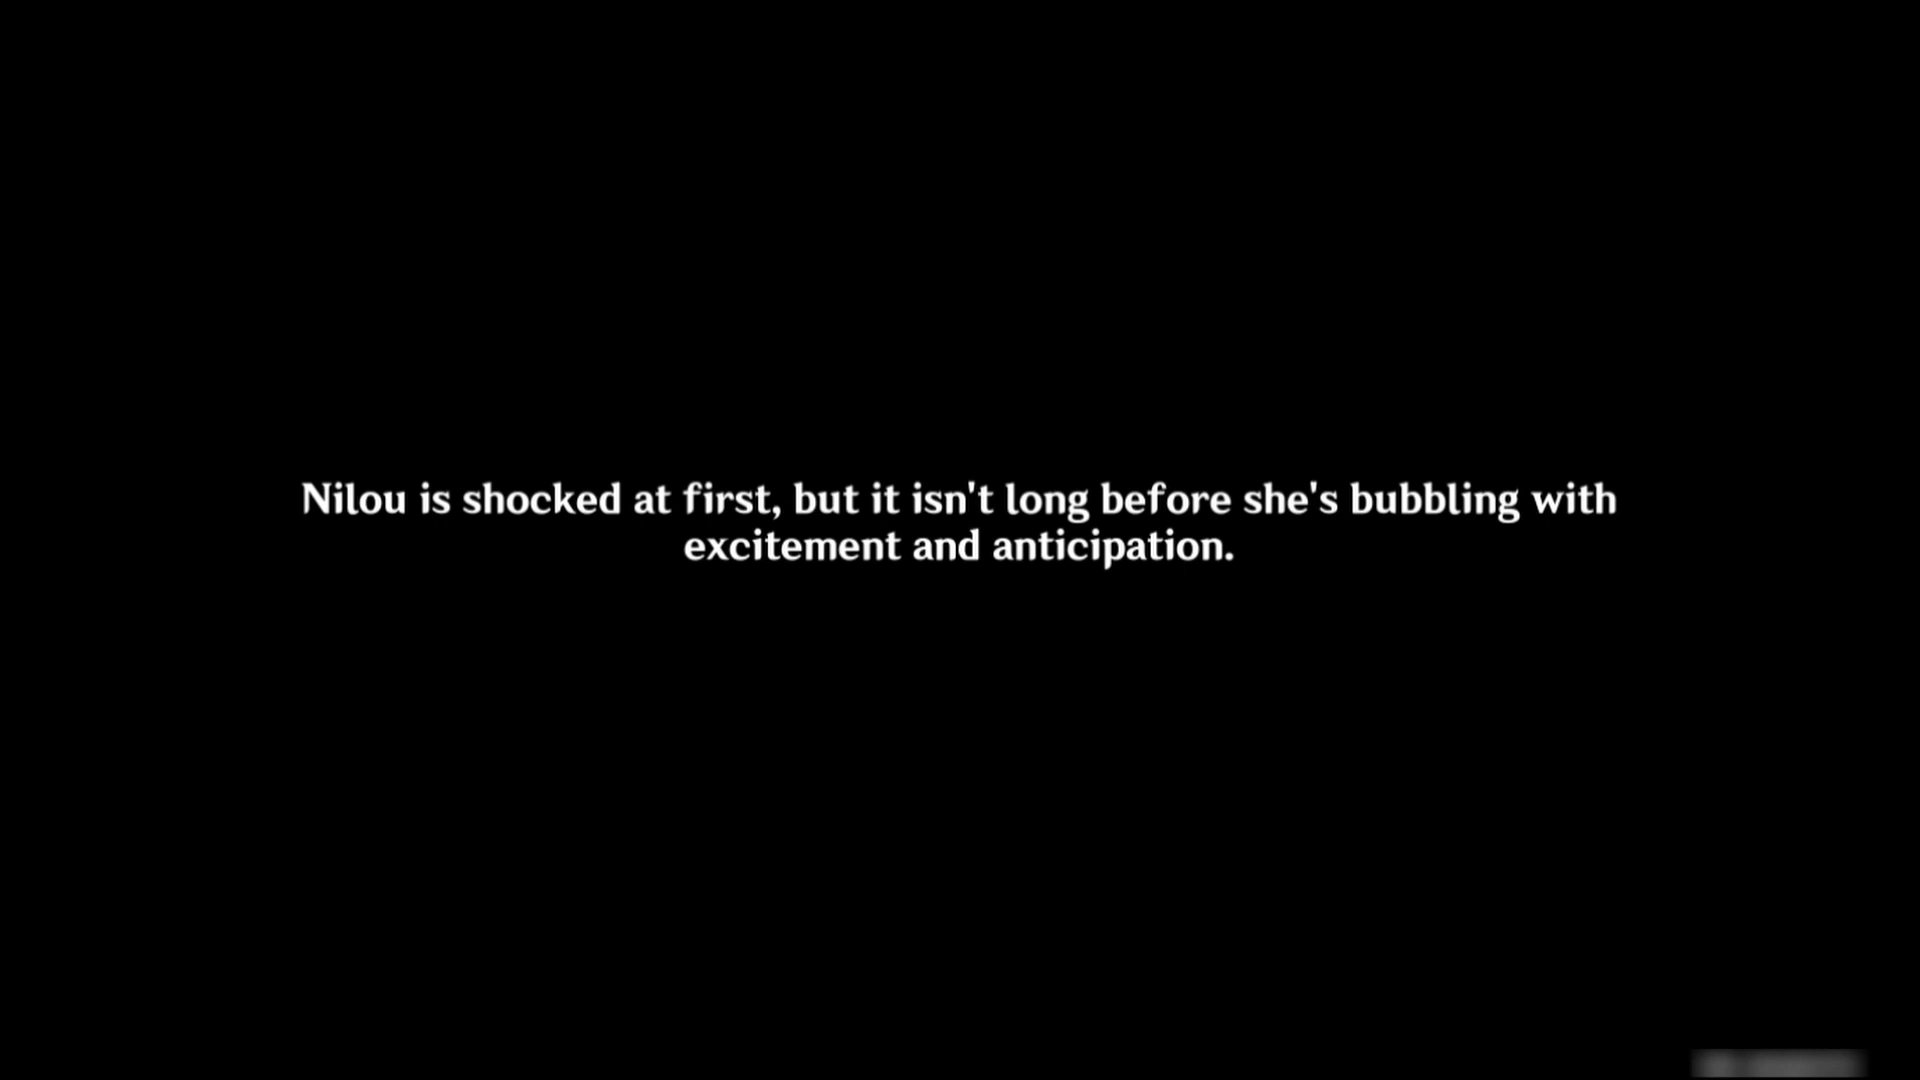 Nilou is shocked at first, but it isn't long before she's bubbling with
excitement and anticipation.